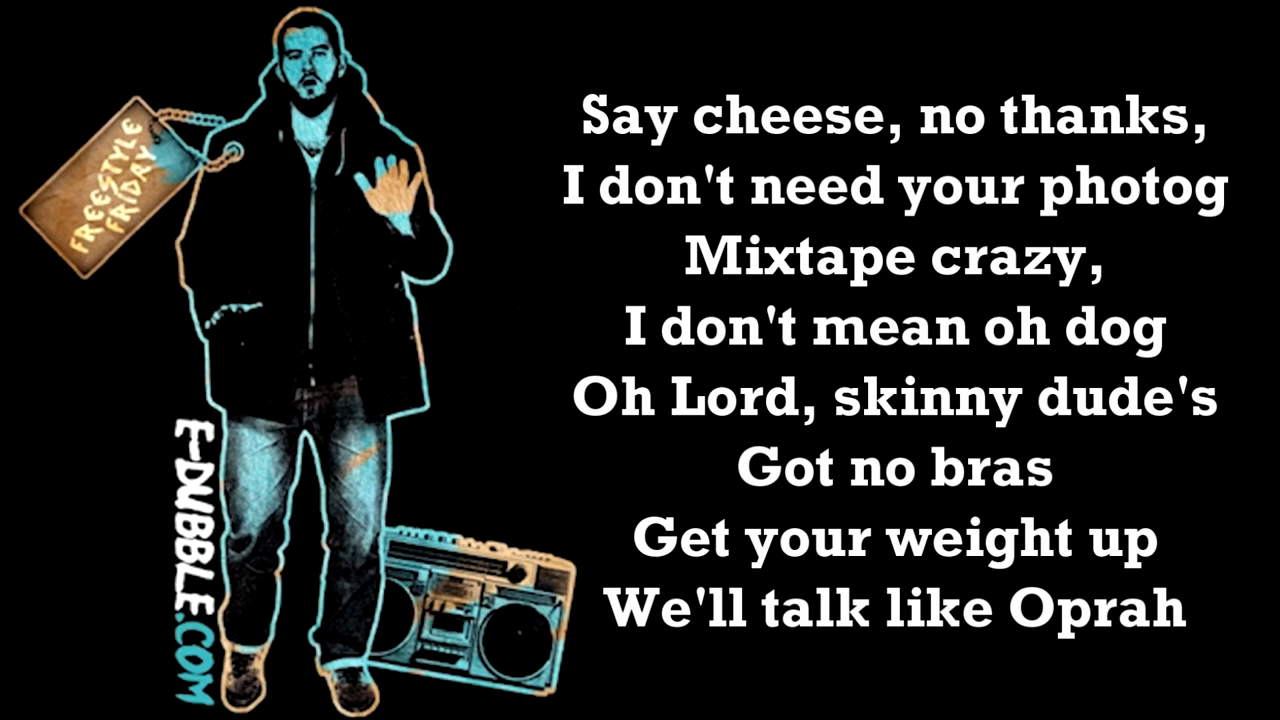 FREESTYLE
FRIDAY
E-DUBBLE.COM
Say cheese, no thanks,
I don't need your photog
Mixtape crazy,
I don't mean oh dog
Oh Lord, skinny dude's
Got no bras
Get your weight up
We'll talk like Oprah